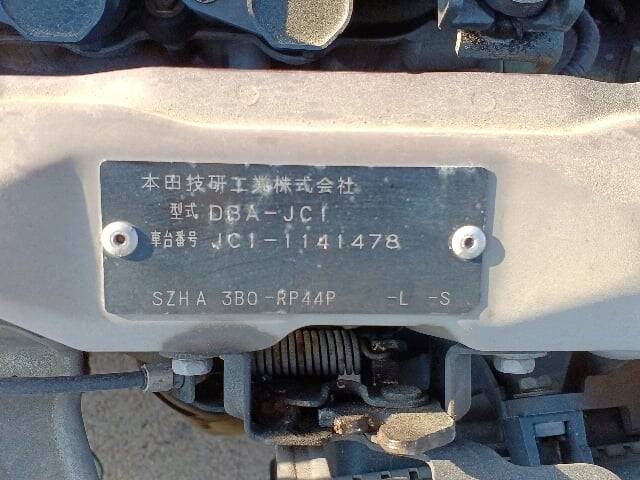 本田技研工業株式会社
型式 DBA-JC1
車台番号 JC1-1141478
SZHA 3B0-RP44P -L -S